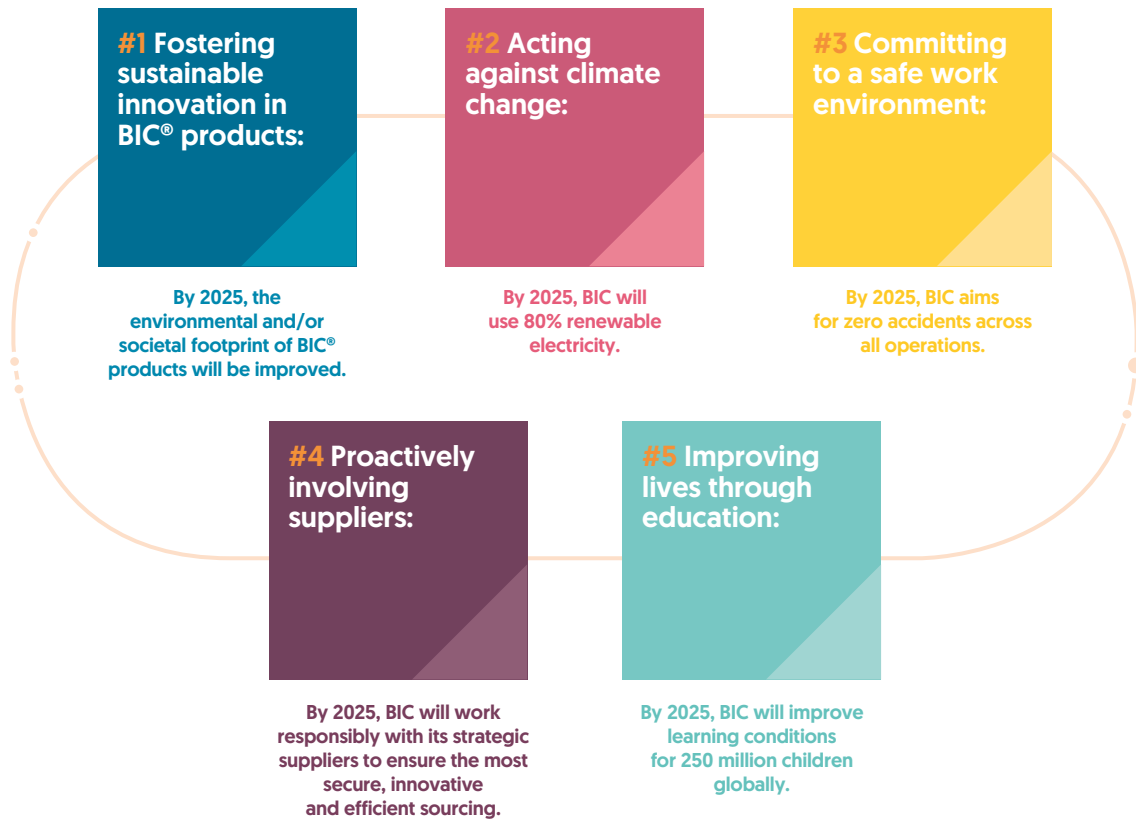 #1 Fostering
sustainable
innovation in
BIC® products:
By 2025, the
environmental and/or
societal footprint of BIC®
products will be improved.
#2 Acting
against climate
change:
By 2025, BIC will
use 80% renewable
electricity.
#3 Committing
to a safe work
environment:
By 2025, BIC aims
for zero accidents across
all operations.
#4 Proactively
involving
suppliers:
By 2025, BIC will work
responsibly with its strategic
suppliers to ensure the most
secure, innovative
and efficient sourcing.
#5 Improving
lives through
education:
By 2025, BIC will improve
learning conditions
for 250 million children
globally.